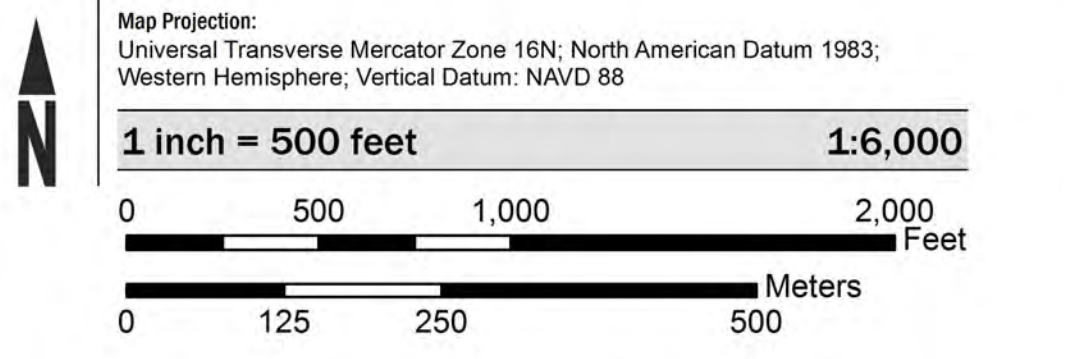 N
Map Projection:
Universal Transverse Mercator Zone 16N; North American Datum 1983;
Western Hemisphere; Vertical Datum: NAVD 88
1 inch = 500 feet 1:6,000
0 500 1,000 2,000
Feet
Meters
0 125 250 500